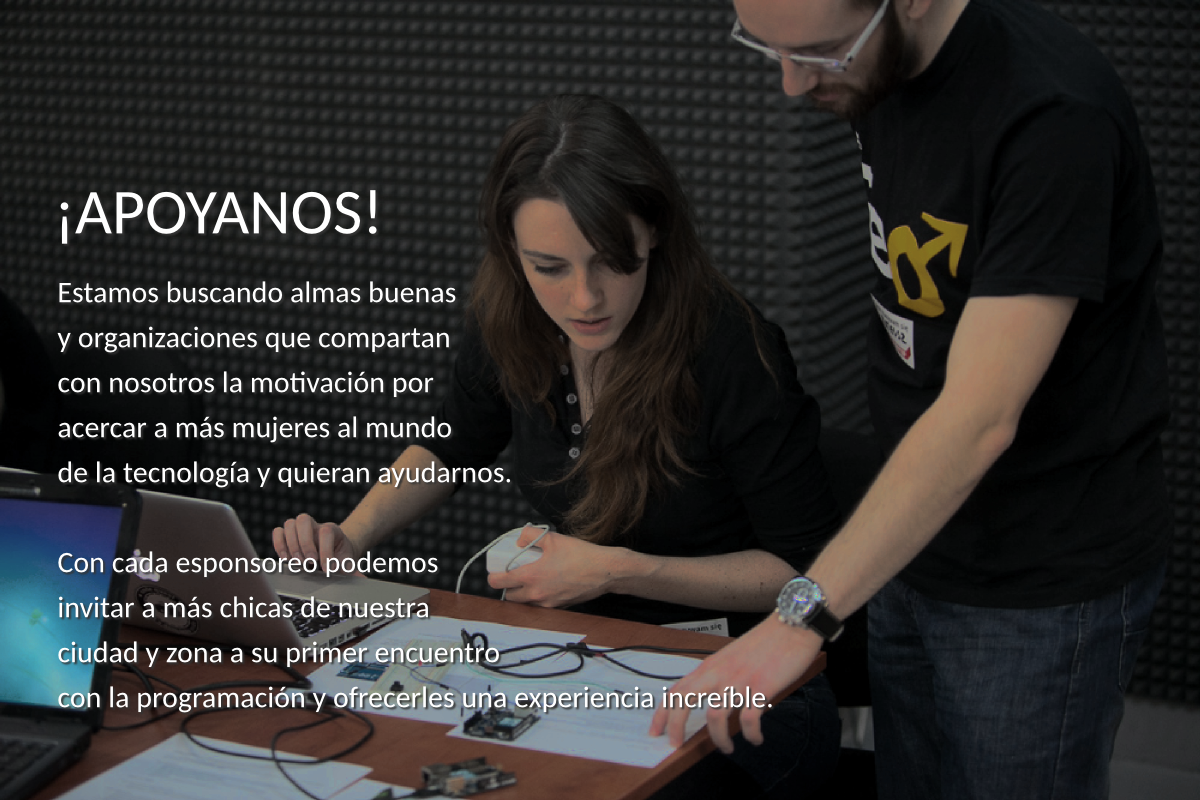 ¡APOYANOS!
Estamos buscando almas buenas
y organizaciones que compartan
con nosotros la motivación por
acercar a más mujeres al mundo
de la tecnología y quieran ayudarnos.
Con cada esponsoreo podemos
invitar a más chicas de nuestra
ciudad y zona a su primer encuentro
con la programación y ofrecerles una experiencia increíble.